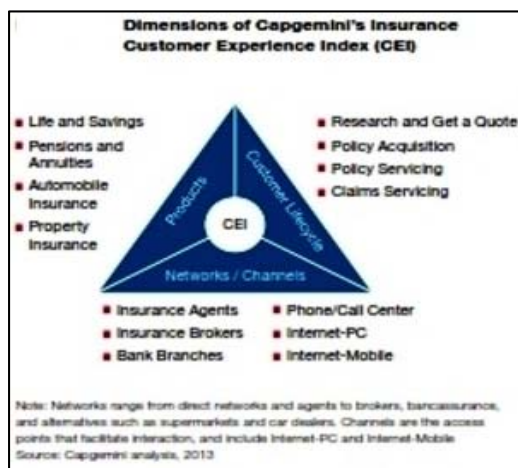 Dimensions of Capgemini's Insurance
Customer Experience Index (CEI)
Life and Savings
Pensions and
Annuities
Automobile
Insurance
Property
Insurance
Research and Get a Quote
Policy Acquisition
Policy Servicing
Claims Servicing
Products
Customer Lifecycle
CEI
Networks / Channels
Insurance Agents
Insurance Brokers
Bank Branches
Phone/Call Center
Internet-PC
Internet-Mobile
Note: Networks range from direct networks and agents to brokers, bancassurance,
and alternatives such as supermarkets and car dealers. Channels are the access
points that facilitate interaction, and include Internet-PC and Internet-Mobile
Source: Capgemini analysis, 2013